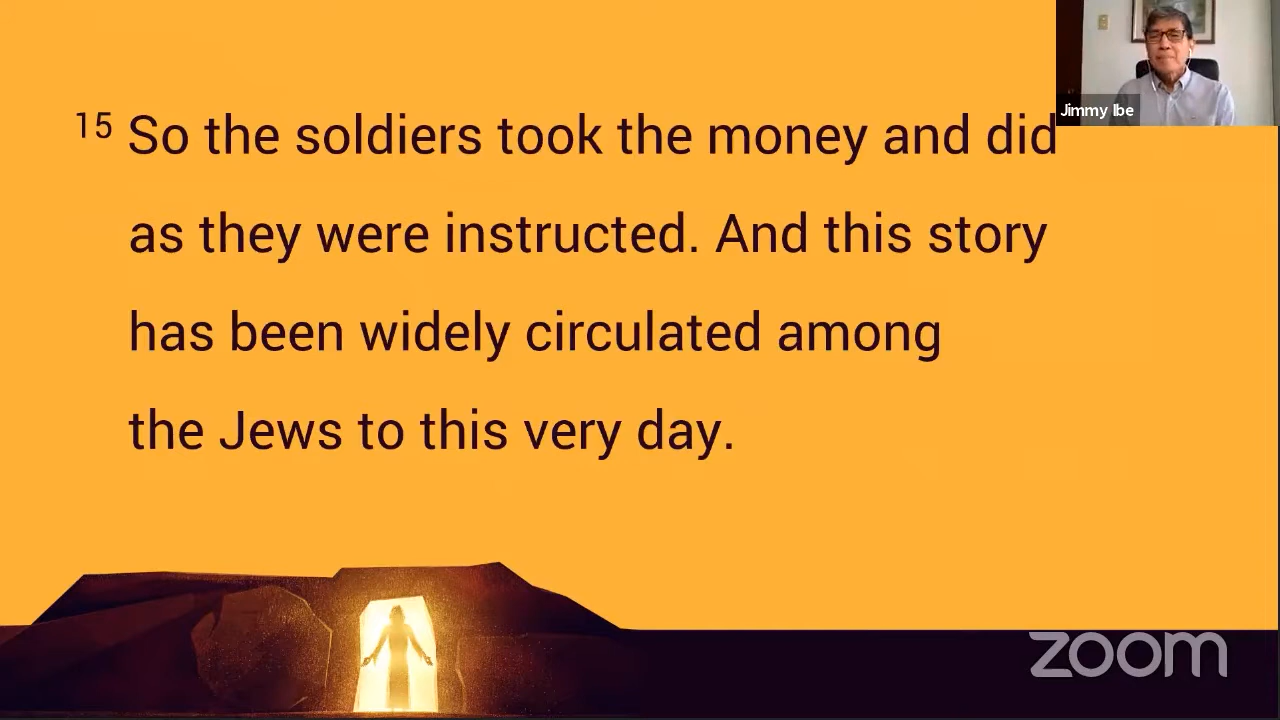 15 So the soldiers took the money and did
as they were instructed. And this story
has been widely circulated among
the Jews to this very day.
Jimmy Ibe
zoom